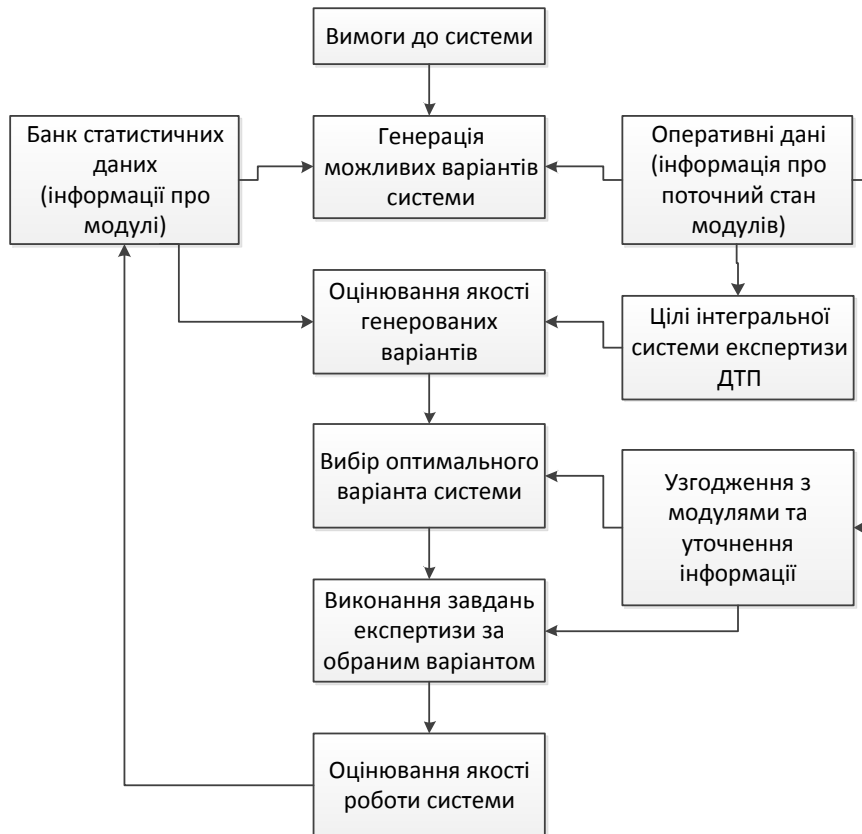 Вимоги до системи
Банк статистичних
даних
(інформації про
модулі)
Генерація
можливих варіантів
системи
Оперативні дані
(інформація про
поточний стан
модулів)
Оцінювання якості
генерованих
варіантів
Цілі інтегральної
системи експертизи
ДТП
Вибір оптимального
варіанта системи
Узгодження з
модулями та
уточнення
інформації
Виконання завдань
експертизи за
обраним варіантом
Оцінювання якості
роботи системи